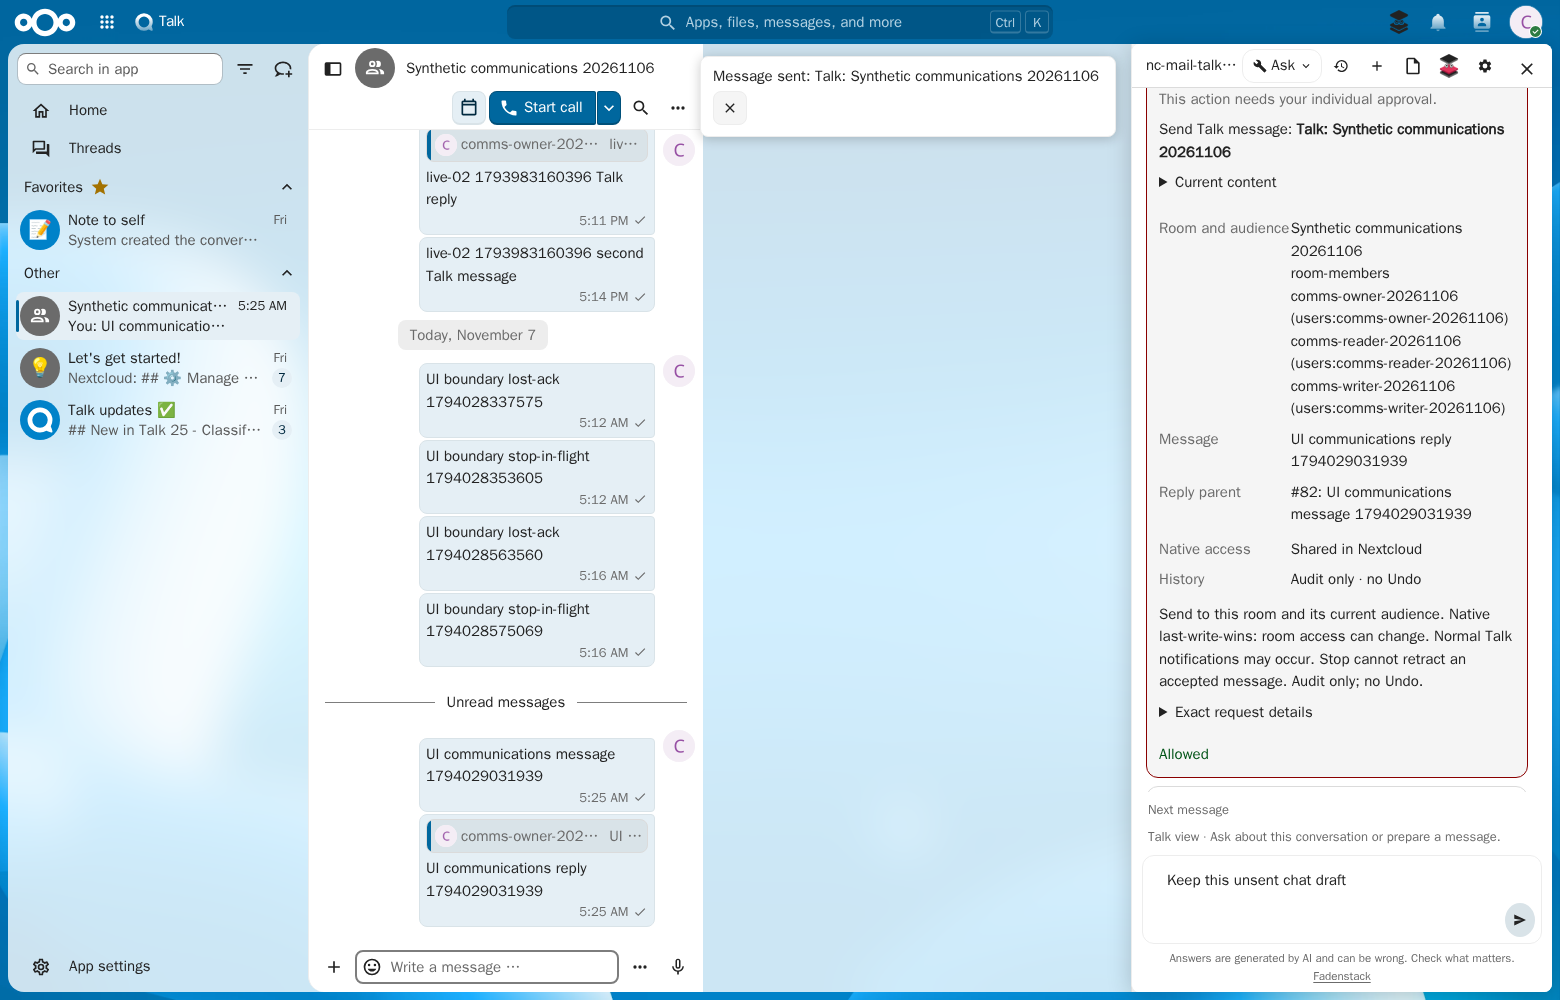 Talk
Apps, files, messages, and more
Ctrl
K
C
Search in app
Home
Threads
Favorites
Note to self
Fri
System created the conver···
Other
Synthetic communicat···
5:25 AM
You: UI communicatio···
Let's get started!
Fri
Nextcloud: ## ⚙️ Manage ···
7
Talk updates ✅
Fri
## New in Talk 25 - Classif···
3
App settings
Synthetic communications 20261106
Start call
C comms-owner-202··· liv···
C
live-02 1793983160396 Talk
reply
5:11 PM
live-02 1793983160396 second
Talk message
5:14 PM
Today, November 7
C
UI boundary lost-ack
1794028337575
5:12 AM
UI boundary stop-in-flight
1794028353605
5:12 AM
UI boundary lost-ack
1794028563560
5:16 AM
UI boundary stop-in-flight
1794028575069
5:16 AM
Unread messages
C
UI communications message
1794029031939
5:25 AM
C comms-owner-202··· UI ···
UI communications reply
1794029031939
5:25 AM
Write a message ···
Message sent: Talk: Synthetic communications 20261106
nc-mail-talk···
Ask
This action needs your individual approval.
Send Talk message: Talk: Synthetic communications
20261106
Current content
Room and audience
Synthetic communications
20261106
room-members
comms-owner-20261106
(users:comms-owner-20261106)
comms-reader-20261106
(users:comms-reader-20261106)
comms-writer-20261106
(users:comms-writer-20261106)
Message
UI communications reply
1794029031939
Reply parent
#82: UI communications
message 1794029031939
Native access
Shared in Nextcloud
History
Audit only · no Undo
Send to this room and its current audience. Native
last-write-wins: room access can change. Normal Talk
notifications may occur. Stop cannot retract an
accepted message. Audit only; no Undo.
Exact request details
Allowed
Next message
Talk view · Ask about this conversation or prepare a message.
Keep this unsent chat draft
Answers are generated by AI and can be wrong. Check what matters.
Fadenstack